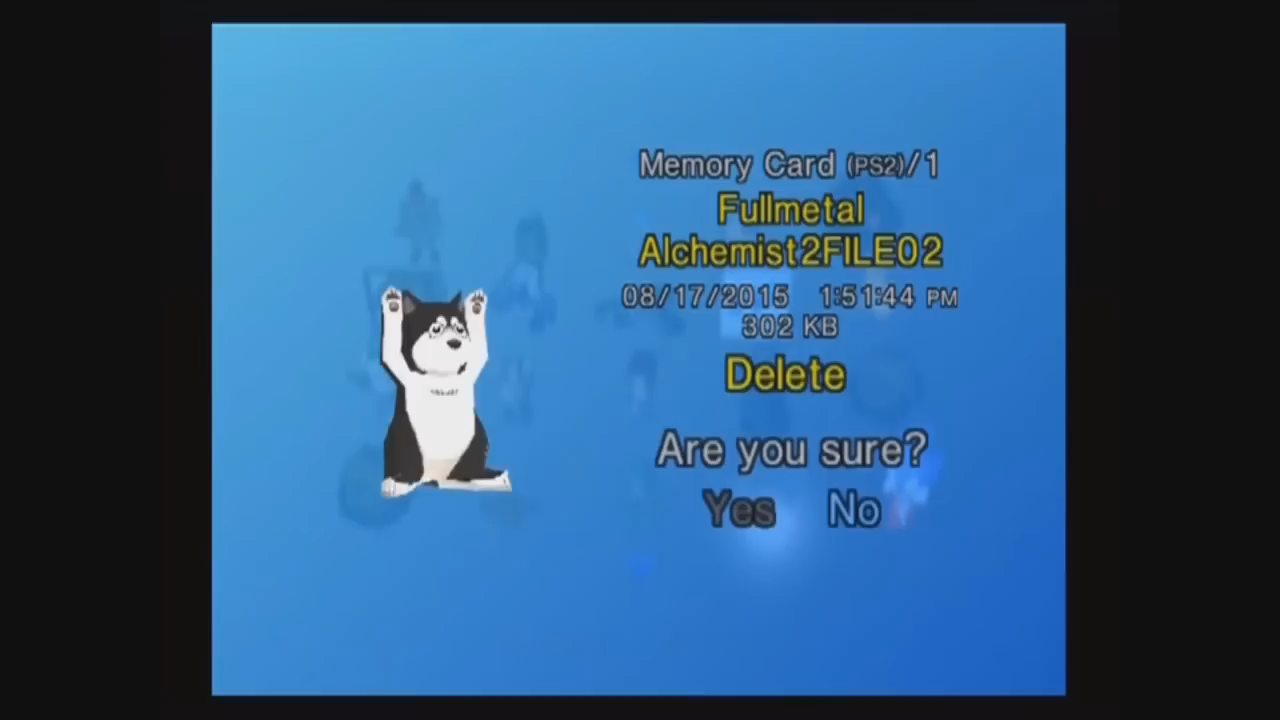 Memory Card (PS2)/1
Fullmetal
Alchemist2FILE02
08/17/2015 1:51:44 PM
302 KB
Delete
Are you sure?
Yes No